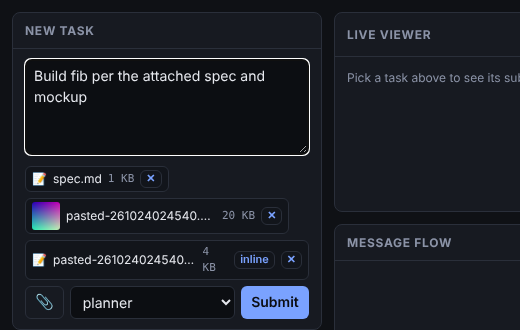 NEW TASK
Build fib per the attached spec and
mockup
spec.md 1 KB ×
pasted-261024024540.... 20 KB ×
pasted-261024024540... 4 KB inline ×
planner
Submit
LIVE VIEWER
Pick a task above to see its sub
MESSAGE FLOW